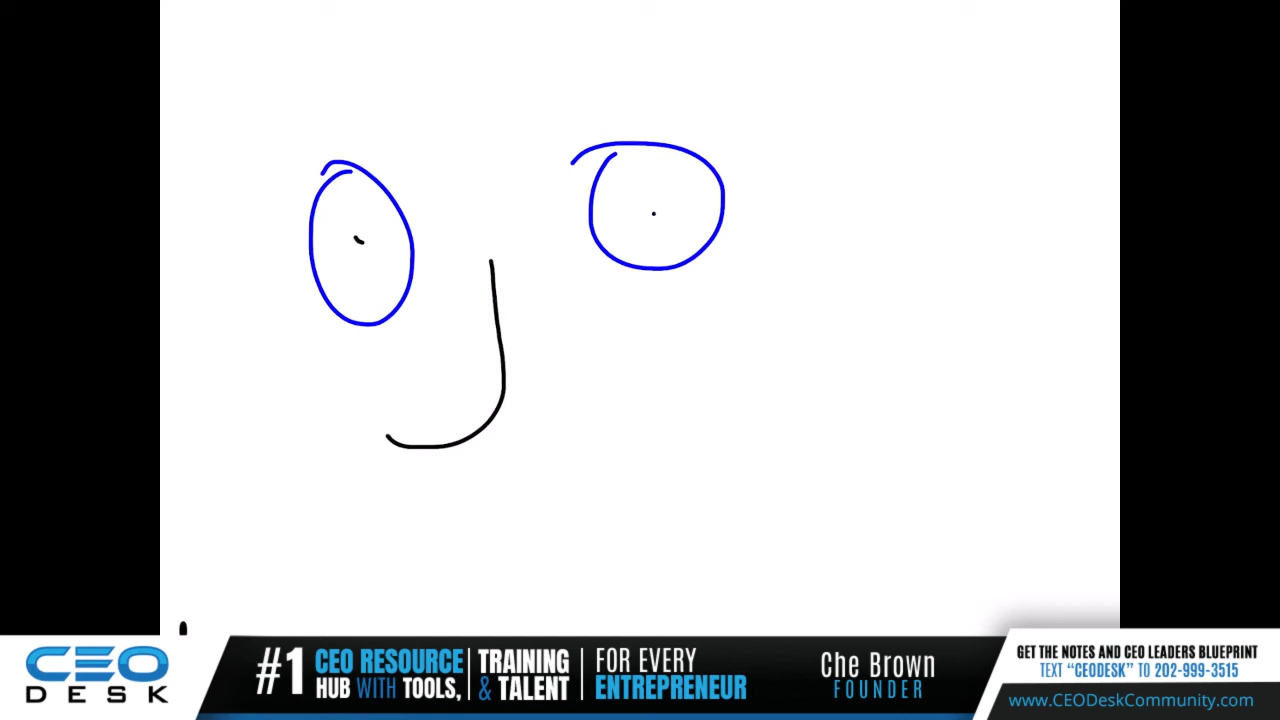 CEO
DESK
#1 CEO RESOURCE
HUB WITH TOOLS,
TRAINING
& TALENT
FOR EVERY
ENTREPRENEUR
Che Brown
FOUNDER
GET THE NOTES AND CEO LEADERS BLUEPRINT
TEXT “CEODESK” TO 202-999-3515
www.CEODeskCommunity.com